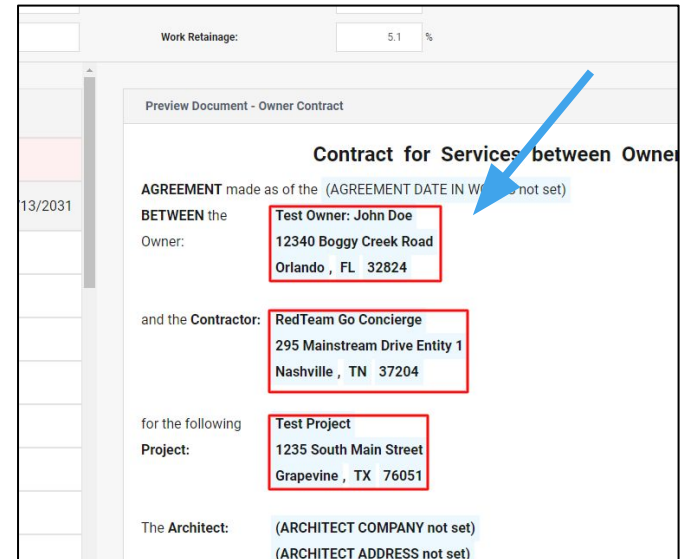 Work Retainage: 5.1 %
Preview Document - Owner Contract
Contract for Services between Owner
/13/2031
AGREEMENT made as of the (AGREEMENT DATE IN not set)
BETWEEN the Test Owner: John Doe
Owner: 12340 Boggy Creek Road
Orlando , FL 32824
and the Contractor: RedTeam Go Concierge
295 Mainstream Drive Entity 1
Nashville , TN 37204
for the following Test Project
Project: 1235 South Main Street
Grapevine , TX 76051
The Architect: (ARCHITECT COMPANY not set)
(ARCHITECT ADDRESS not set)